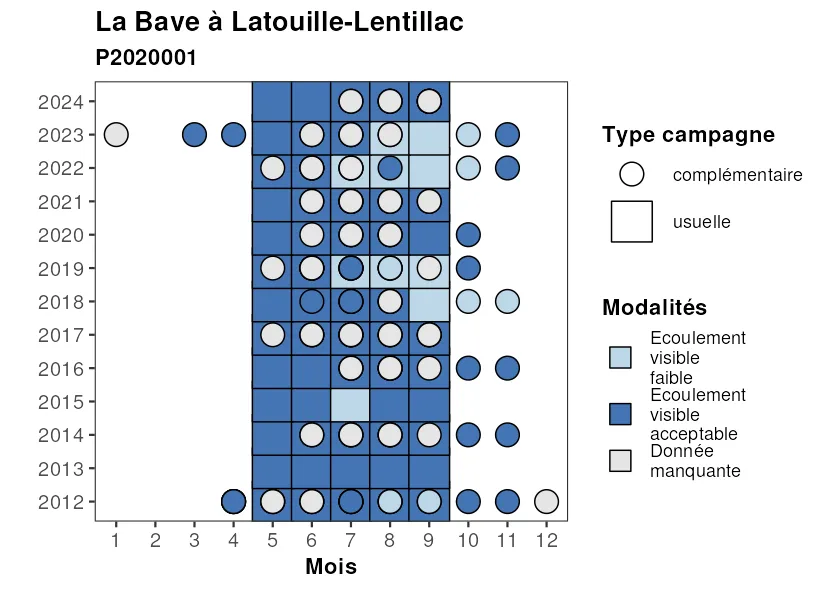 La Bave à Latouille-Lentillac
P2020001
2024
2023
2022
2021
2020
2019
2018
2017
2016
2015
2014
2013
2012
1 2 3 4 5 6 7 8 9 10 11 12
Mois
Type campagne
complémentaire
usuelle
Modalités
Ecoulement
visible
faible
Ecoulement
visible
acceptable
Donnée
manquante